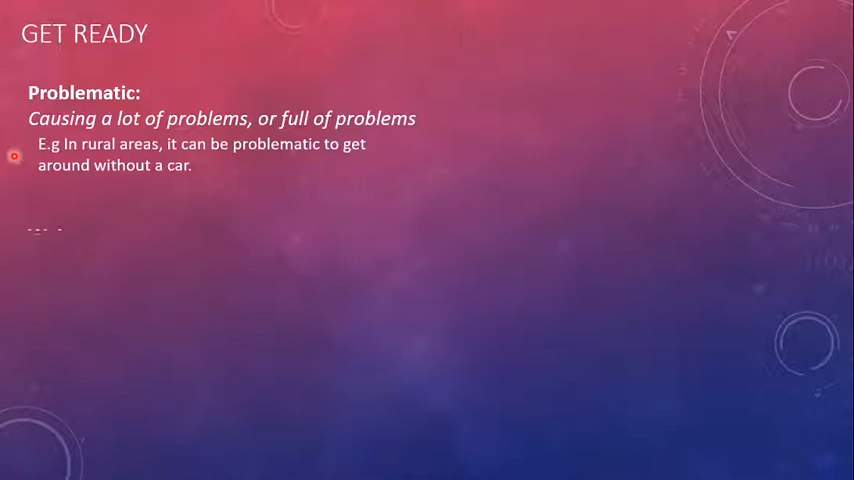 GET READY
Problematic:
Causing a lot of problems, or full of problems
E.g In rural areas, it can be problematic to get
around without a car.